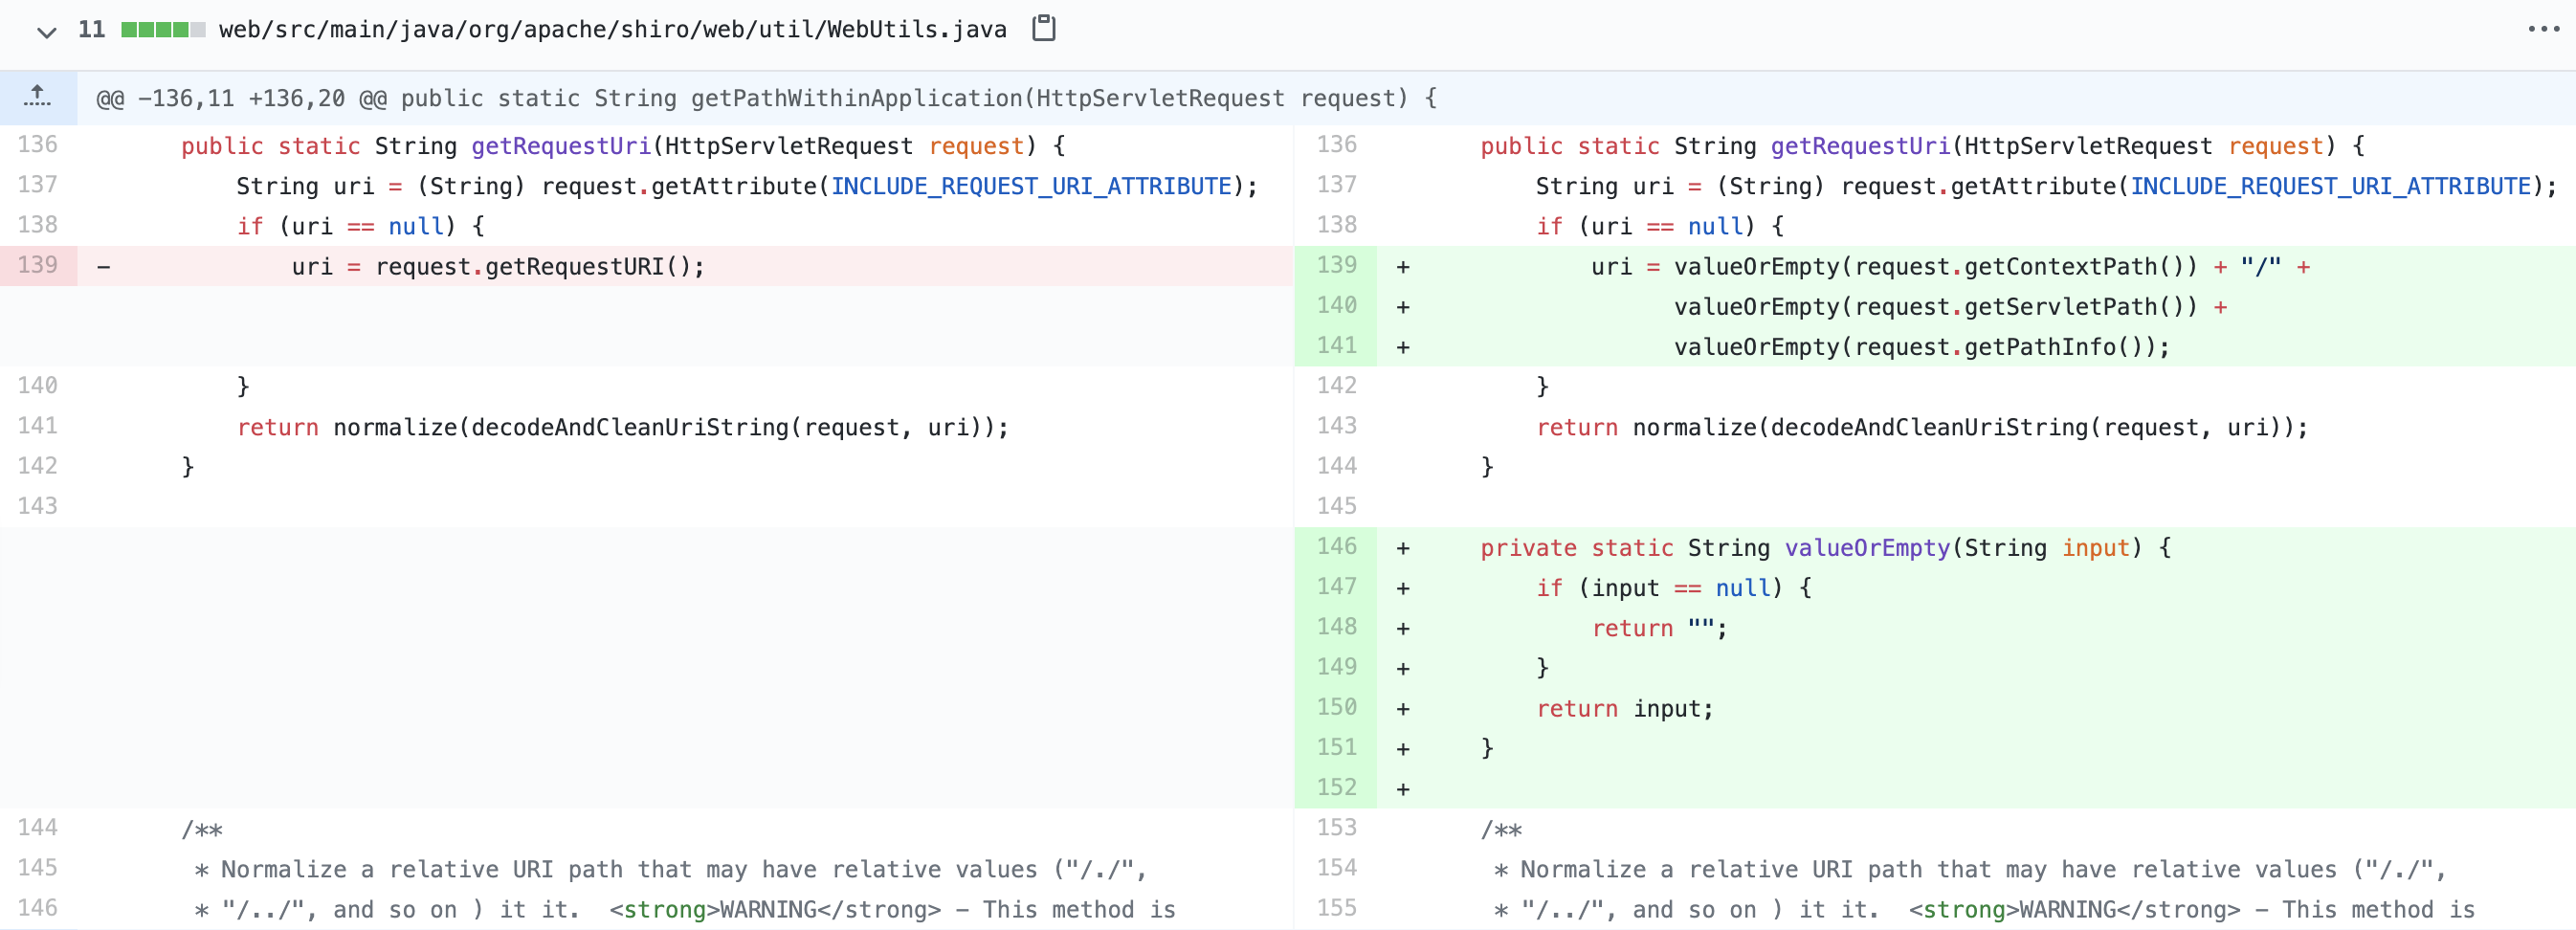 11 web/src/main/java/org/apache/shiro/web/util/WebUtils.java
@@ -136,11 +136,20 @@ public static String getPathWithinApplication(HttpServletRequest request) {
136 public static String getRequestUri(HttpServletRequest request) {
137 String uri = (String) request.getAttribute(INCLUDE_REQUEST_URI_ATTRIBUTE);
138 if (uri == null) {
139 - uri = request.getRequestURI();
140 }
141 return normalize(decodeAndCleanUriString(request, uri));
142 }
143
144 /**
145 * Normalize a relative URI path that may have relative values ("/./",
146 * "/../", and so on ) it it. <strong>WARNING</strong> - This method is
136 public static String getRequestUri(HttpServletRequest request) {
137 String uri = (String) request.getAttribute(INCLUDE_REQUEST_URI_ATTRIBUTE);
138 if (uri == null) {
139 + uri = valueOrEmpty(request.getContextPath()) + "/" +
140 + valueOrEmpty(request.getServletPath()) +
141 + valueOrEmpty(request.getPathInfo());
142 }
143 return normalize(decodeAndCleanUriString(request, uri));
144 }
145
146 + private static String valueOrEmpty(String input) {
147 + if (input == null) {
148 + return "";
149 + }
150 + return input;
151 + }
152 +
153 /**
154 * Normalize a relative URI path that may have relative values ("/./",
155 * "/../", and so on ) it it. <strong>WARNING</strong> - This method is